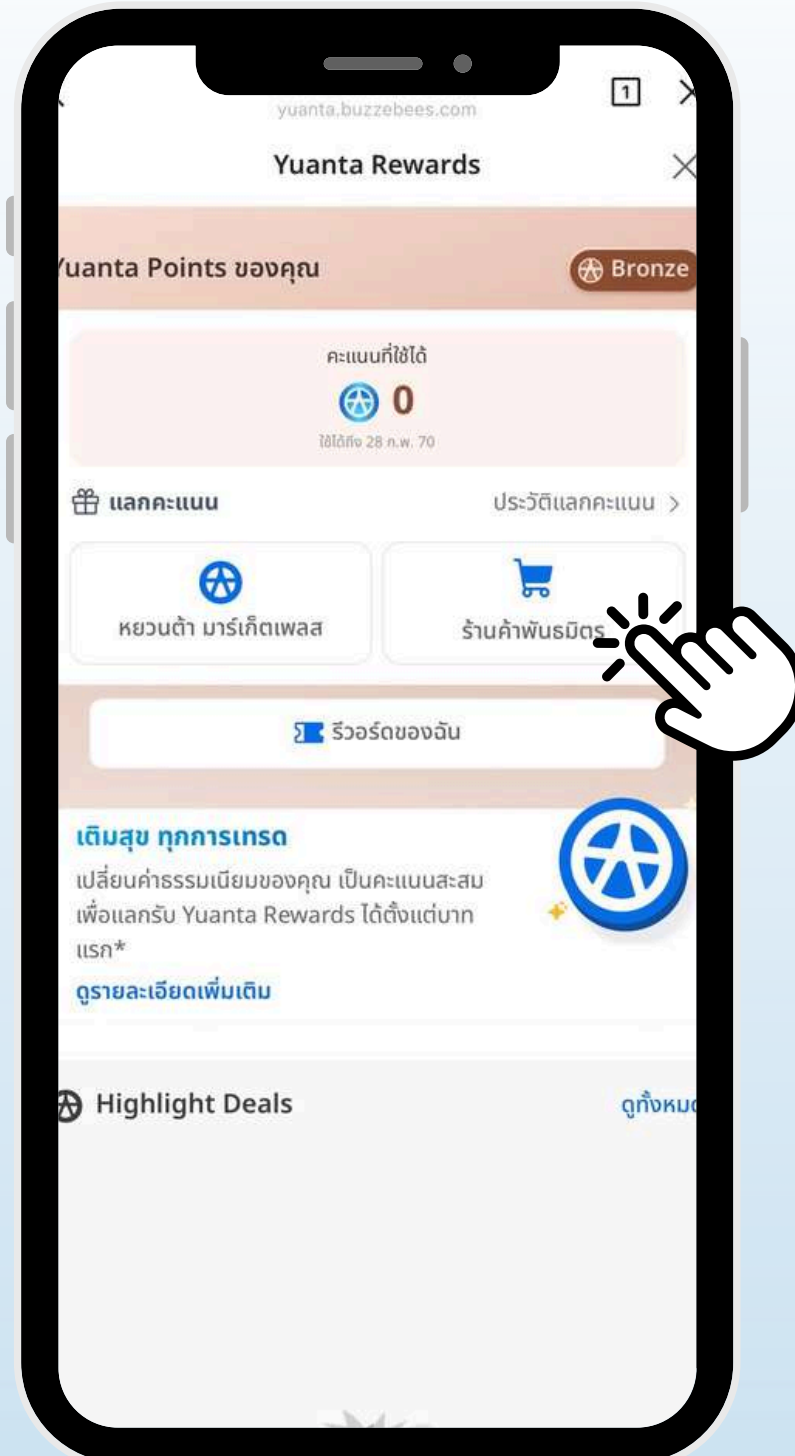 1
yuanta.buzzebees.com
Yuanta Rewards
Yuanta Points ของคุณ
Bronze
คะแนนที่ใช้ได้
0
ใช้ได้ถึง 28 ก.พ. 70
แลกคะแนน
ประวัติแลกคะแนน >
หยวนต้า มาร์เก็ตเพลส
ร้านค้าพันธมิตร
รีวอร์ดของฉัน
เติมสุข ทุกการเทรด
เปลี่ยนค่าธรรมเนียมของคุณ เป็นคะแนนสะสม
เพื่อแลกรับ Yuanta Rewards ได้ตั้งแต่บาท
แรก*
ดูรายละเอียดเพิ่มเติม
Highlight Deals
ดูทั้งหมด